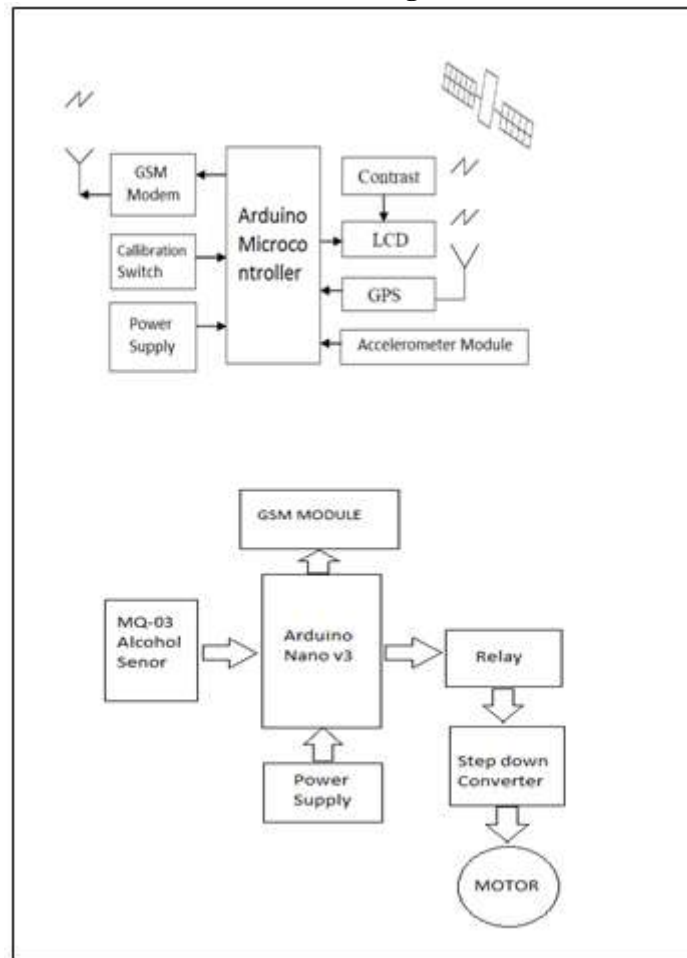 GSM
Modem
Callibration
Switch
Power
Supply
Arduino
Microco
ntroller
Contrast
LCD
GPS
Accelerometer Module
GSM MODULE
MQ-03
Alcohol
Senor
Arduino
Nano v3
Relay
Power
Supply
Step down
Converter
MOTOR